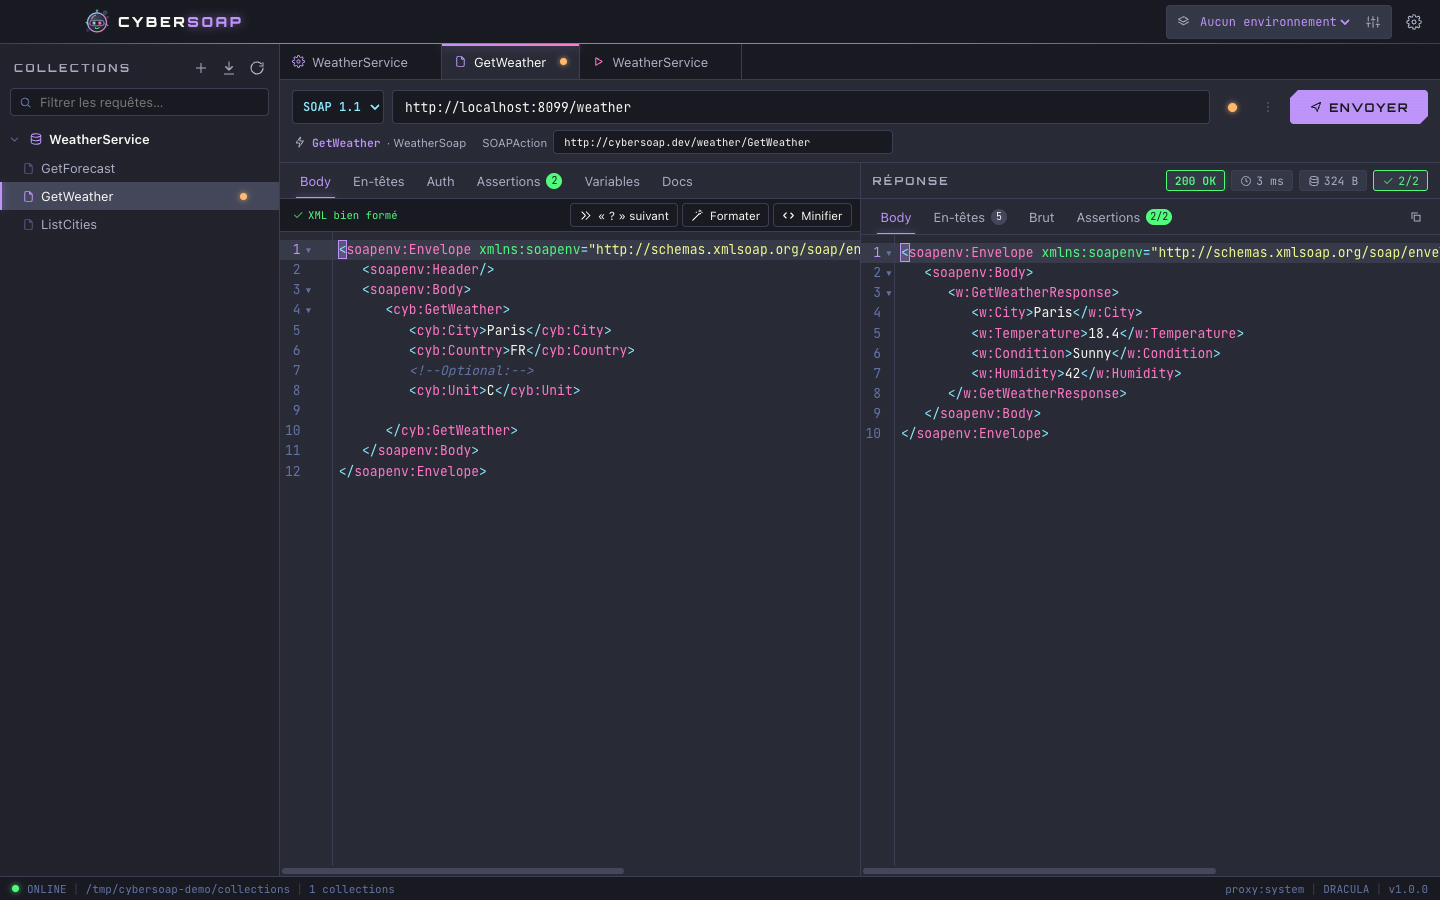 CYBERSOAP
Aucun environnement
COLLECTIONS
Filtrer les requêtes...
WeatherService
GetForecast
GetWeather
ListCities
WeatherService
GetWeather
WeatherService
SOAP 1.1
http://localhost:8099/weather
ENVOYER
GetWeather · WeatherSoap
SOAPAction
http://cybersoap.dev/weather/GetWeather
Body
En-têtes
Auth
Assertions 2
Variables
Docs
XML bien formé
« ? » suivant
Formater
Minifier
1 <soapenv:Envelope xmlns:soapenv="http://schemas.xmlsoap.org/soap/en
2 <soapenv:Header/>
3 <soapenv:Body>
4 <cyb:GetWeather>
5 <cyb:City>Paris</cyb:City>
6 <cyb:Country>FR</cyb:Country>
7 <!--Optional:-->
8 <cyb:Unit>C</cyb:Unit>
9
10 </cyb:GetWeather>
11 </soapenv:Body>
12 </soapenv:Envelope>
RÉPONSE
200 OK
3 ms
324 B
2/2
Body
En-têtes 5
Brut
Assertions 2/2
1 <soapenv:Envelope xmlns:soapenv="http://schemas.xmlsoap.org/soap/enve
2 <soapenv:Body>
3 <w:GetWeatherResponse>
4 <w:City>Paris</w:City>
5 <w:Temperature>18.4</w:Temperature>
6 <w:Condition>Sunny</w:Condition>
7 <w:Humidity>42</w:Humidity>
8 </w:GetWeatherResponse>
9 </soapenv:Body>
10 </soapenv:Envelope>
ONLINE | /tmp/cybersoap-demo/collections | 1 collections
proxy:system | DRACULA | v1.0.0